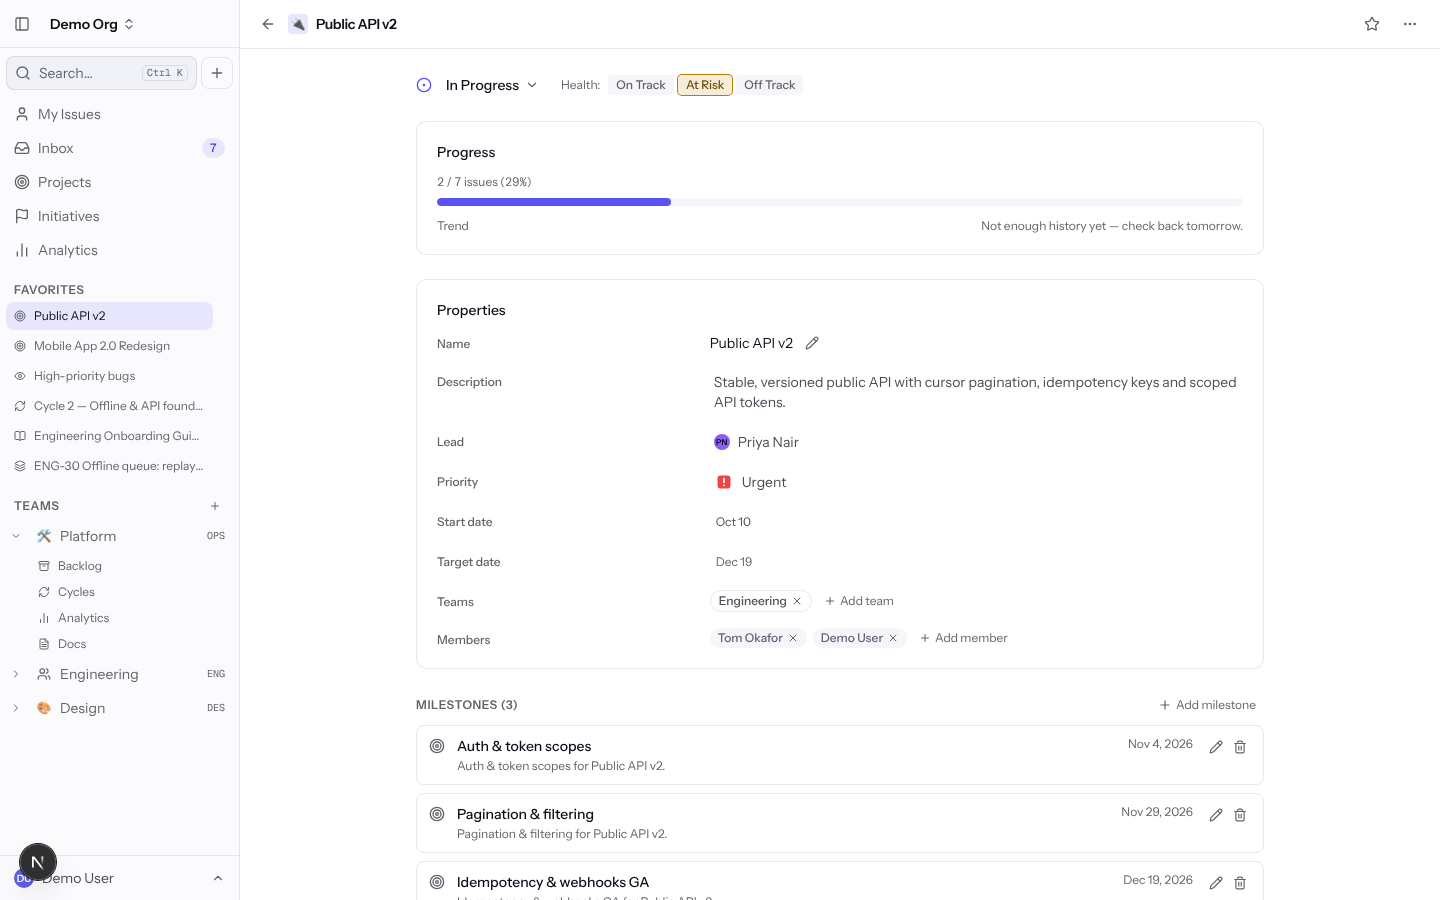 Demo Org
Search...
Ctrl K
My Issues
Inbox
7
Projects
Initiatives
Analytics
FAVORITES
Public API v2
Mobile App 2.0 Redesign
High-priority bugs
Cycle 2 — Offline & API found...
Engineering Onboarding Gui...
ENG-30 Offline queue: replay...
TEAMS
Platform
OPS
Backlog
Cycles
Analytics
Docs
Engineering
ENG
Design
DES
N
Demo User
Public API v2
In Progress
Health:
On Track
At Risk
Off Track
Progress
2 / 7 issues (29%)
Trend
Not enough history yet — check back tomorrow.
Properties
Name
Public API v2
Description
Stable, versioned public API with cursor pagination, idempotency keys and scoped
API tokens.
Lead
PN
Priya Nair
Priority
Urgent
Start date
Oct 10
Target date
Dec 19
Teams
Engineering
Add team
Members
Tom Okafor
Demo User
Add member
MILESTONES (3)
Add milestone
Auth & token scopes
Nov 4, 2026
Auth & token scopes for Public API v2.
Pagination & filtering
Nov 29, 2026
Pagination & filtering for Public API v2.
Idempotency & webhooks GA
Dec 19, 2026